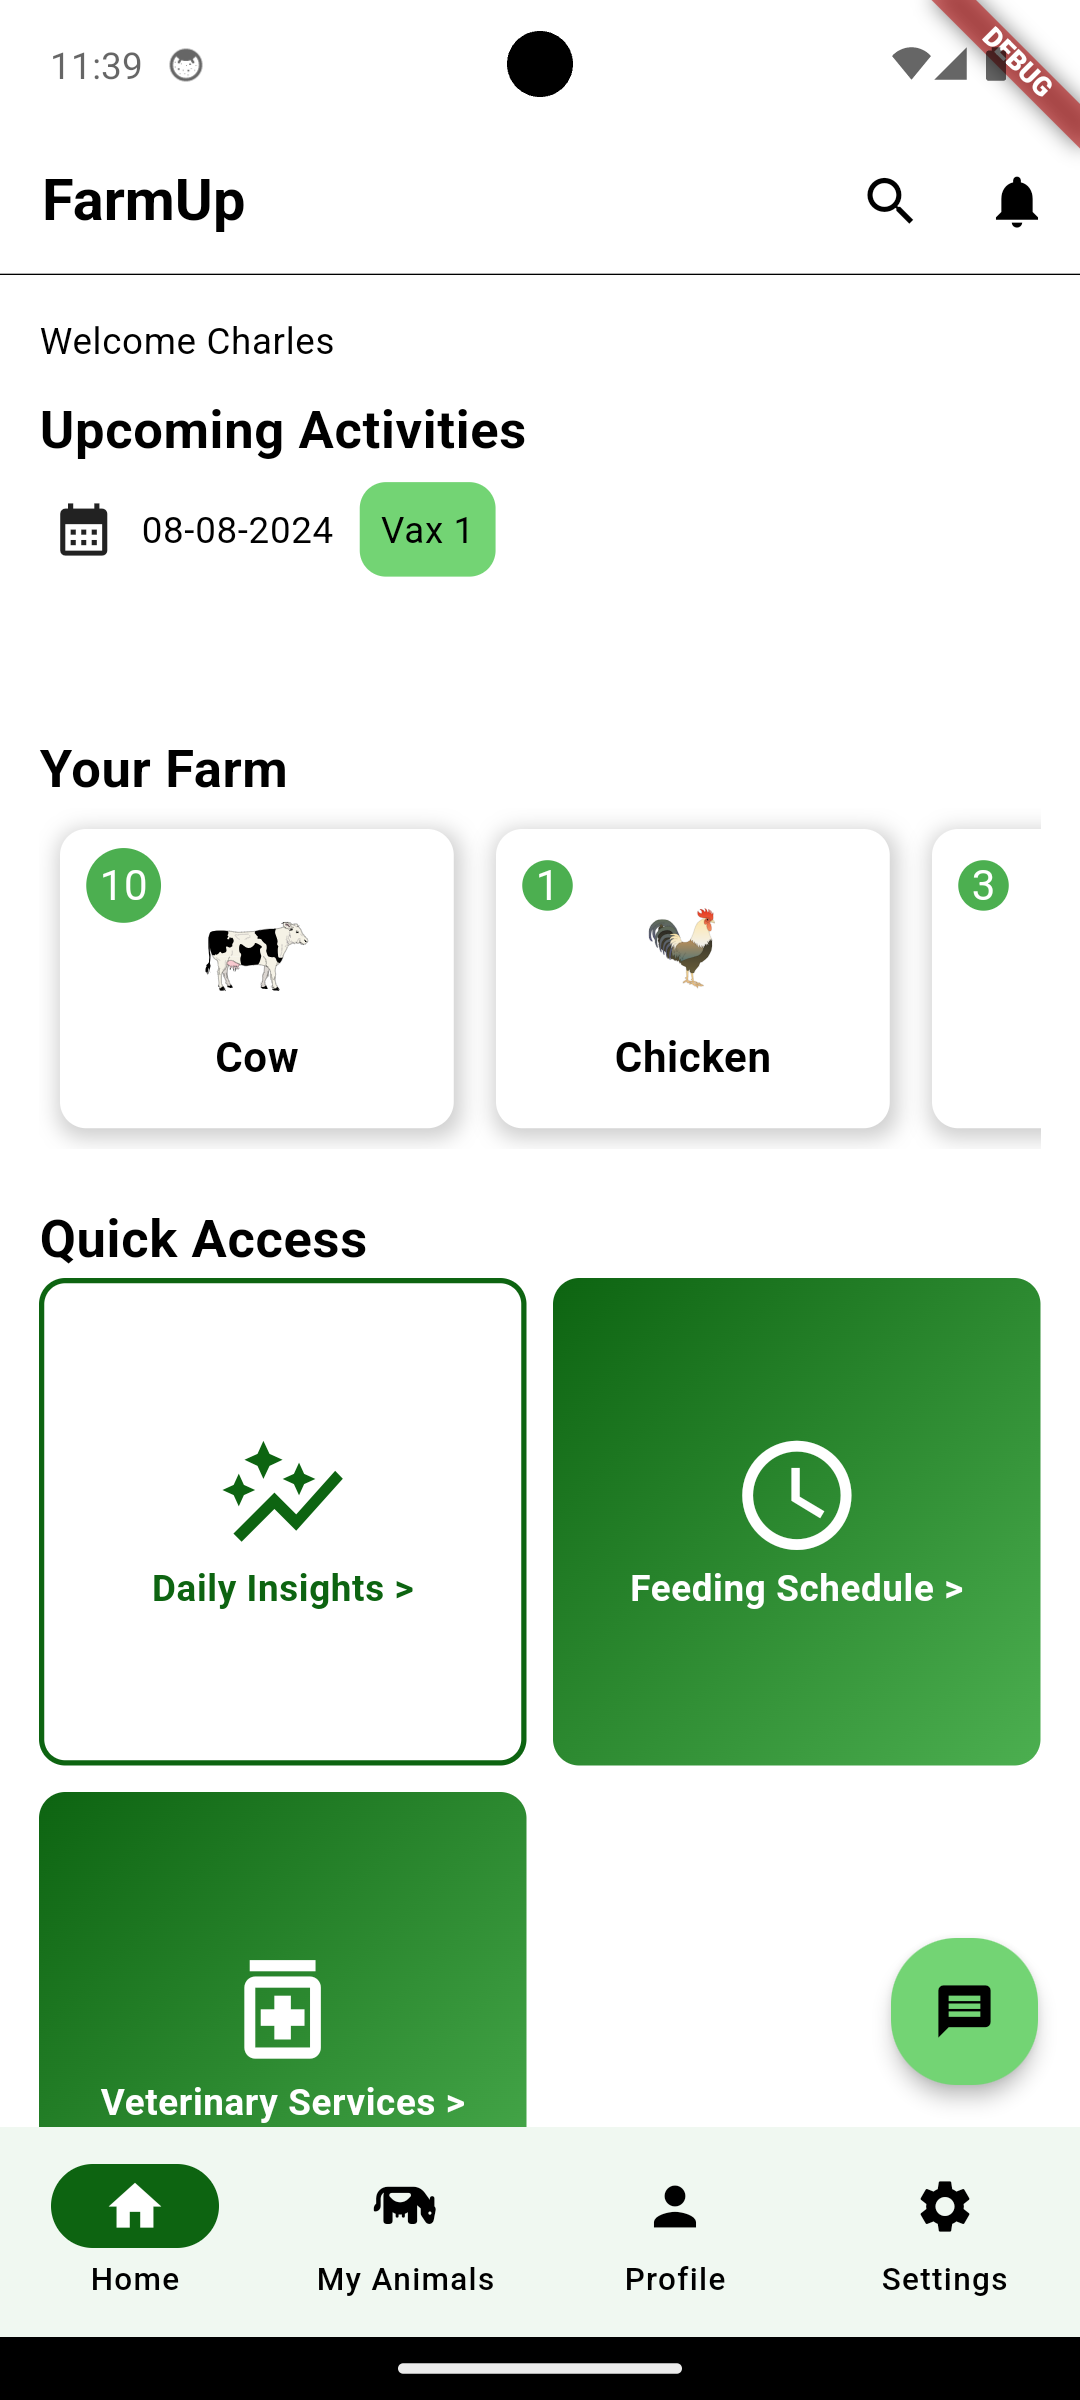 11:39
DEBUG
FarmUp
Welcome Charles
Upcoming Activities
08-08-2024 Vax 1
Your Farm
10 1 3
Cow Chicken
Quick Access
Daily Insights > Feeding Schedule >
Veterinary Services >
Home My Animals Profile Settings